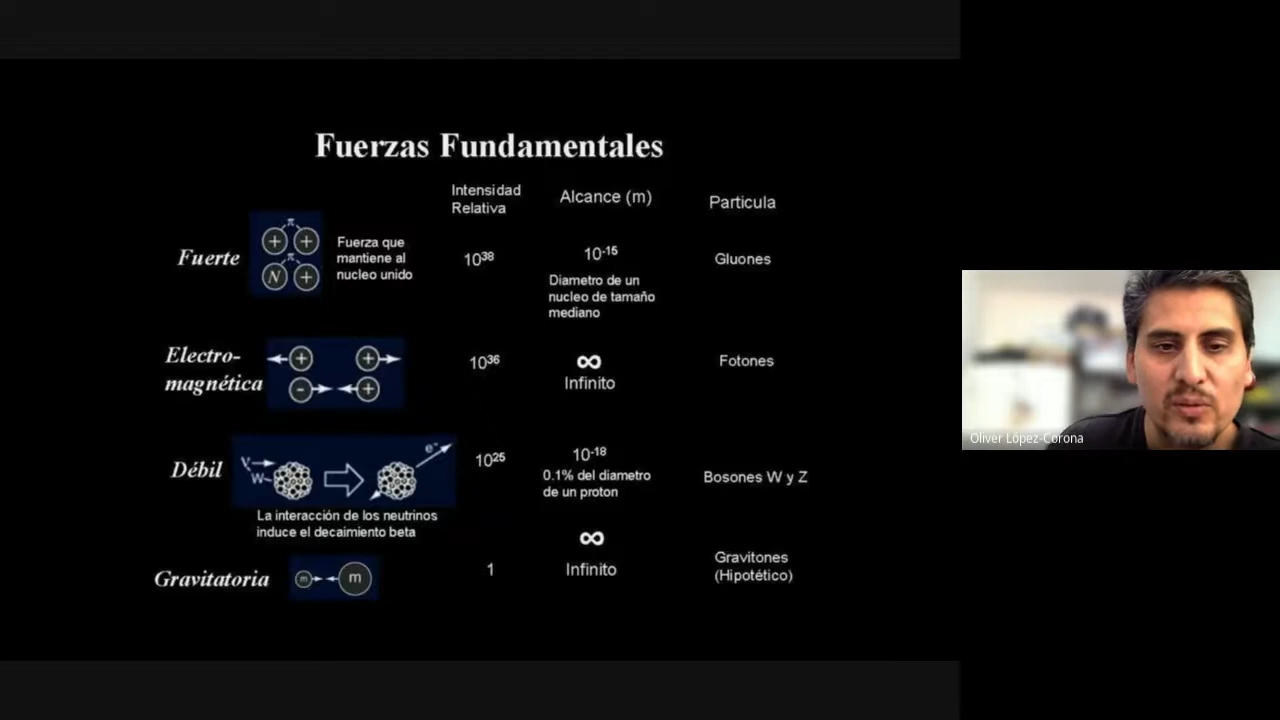 Fuerzas Fundamentales
Intensidad
Relativa
Alcance (m)
Particula
Fuerte
π
+ +
π
N +
Fuerza que
mantiene al
nucleo unido
10³⁸
10⁻¹⁵
Diametro de un
nucleo de tamaño
mediano
Gluones
Electro-
magnética
+ +
- +
10³⁶
∞
Infinito
Fotones
Débil
ν
W
e⁻
La interacción de los neutrinos
induce el decaimiento beta
10²⁵
10⁻¹⁸
0.1% del diametro
de un proton
Bosones W y Z
Gravitatoria
m m
1
∞
Infinito
Gravitones
(Hipotético)
Oliver López-Corona